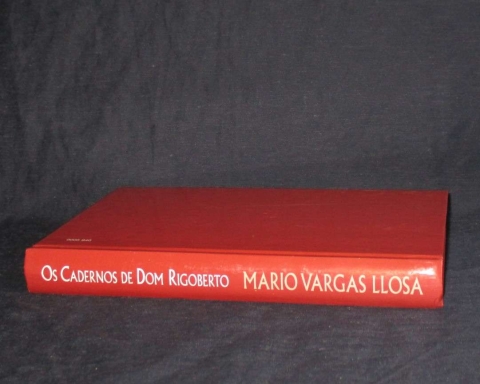 OS CADERNOS DE DOM RIGOBERTO MARIO VARGAS LLOSA